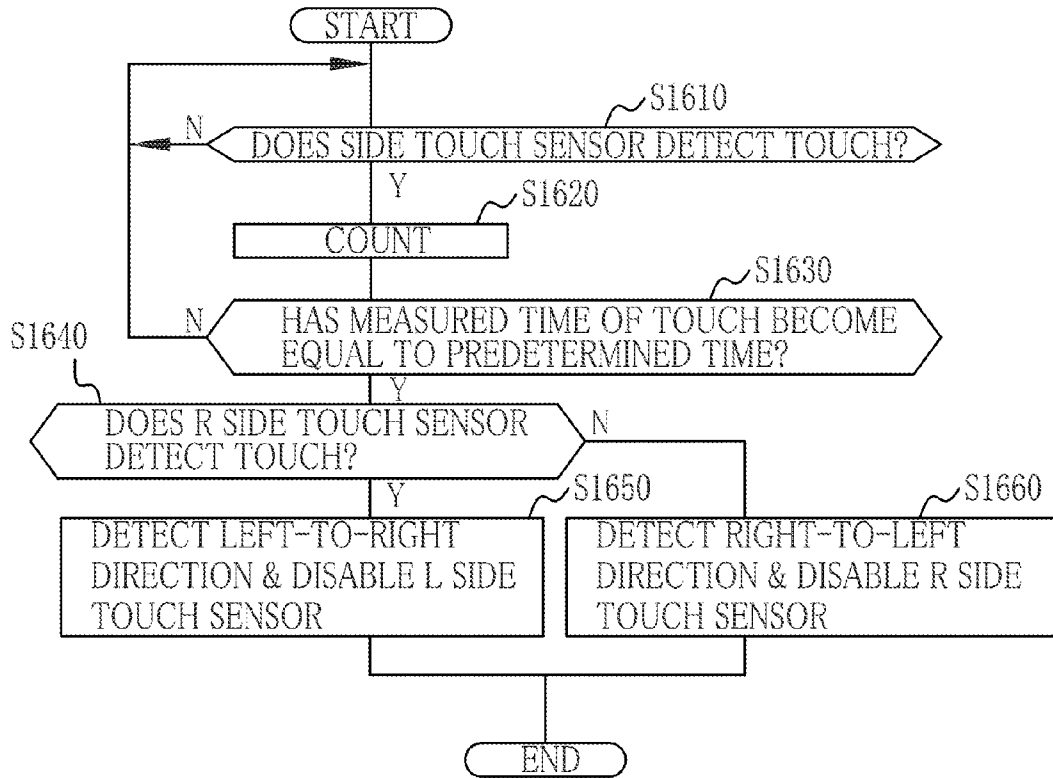 START
S1610
N
DOES SIDE TOUCH SENSOR DETECT TOUCH?
Y
S1620
COUNT
S1630
N
HAS MEASURED TIME OF TOUCH BECOME
EQUAL TO PREDETERMINED TIME?
S1640
Y
DOES R SIDE TOUCH SENSOR
DETECT TOUCH?
N
Y
S1650
S1660
DETECT LEFT-TO-RIGHT
DIRECTION & DISABLE L SIDE
TOUCH SENSOR
DETECT RIGHT-TO-LEFT
DIRECTION & DISABLE R SIDE
TOUCH SENSOR
END